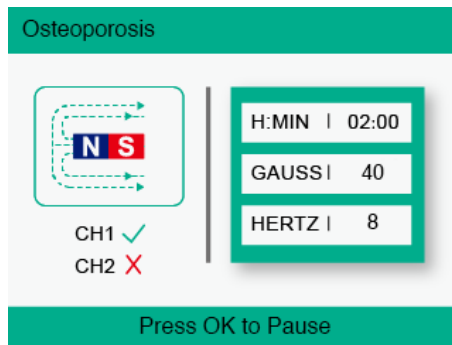 Osteoporosis
N S
CH1 ✓
CH2 X
H:MIN | 02:00
GAUSS | 40
HERTZ | 8
Press OK to Pause